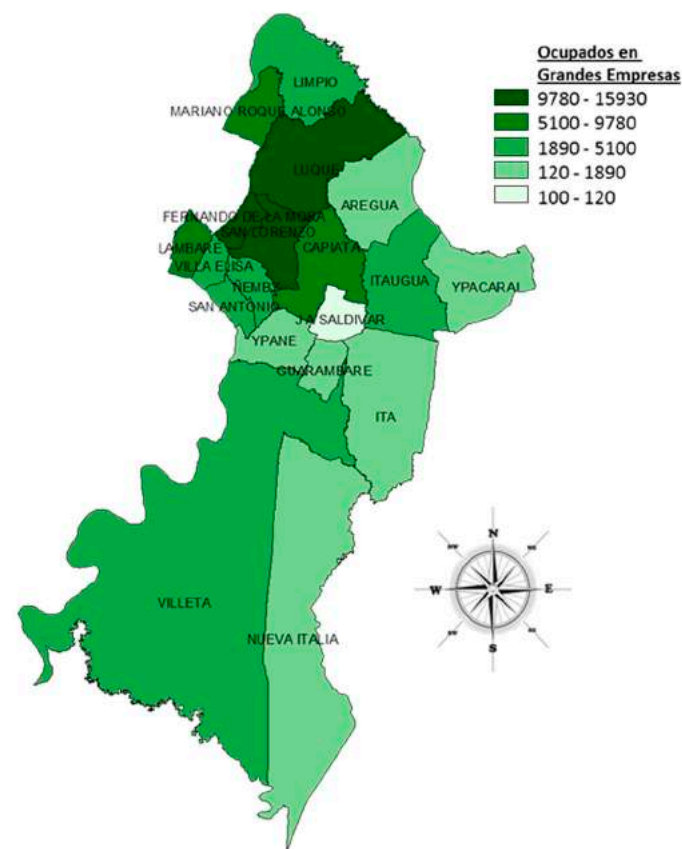 Ocupados en
Grandes Empresas
9780 - 15930
5100 - 9780
1890 - 5100
120 - 1890
100 - 120
LIMPIO
MARIANO ROQUE ALONSO
LUQUE
AREGUA
FERNANDO DE LA MORA
SAN LORENZO
LAMBARE
CAPIATA
VILLA ELISA
ITAUGUA
YPACARAI
ÑEMBY
SAN ANTONIO
J A SALDIVAR
YPANE
GUARAMBARE
ITA
N
W
E
S
VILLETA
NUEVA ITALIA